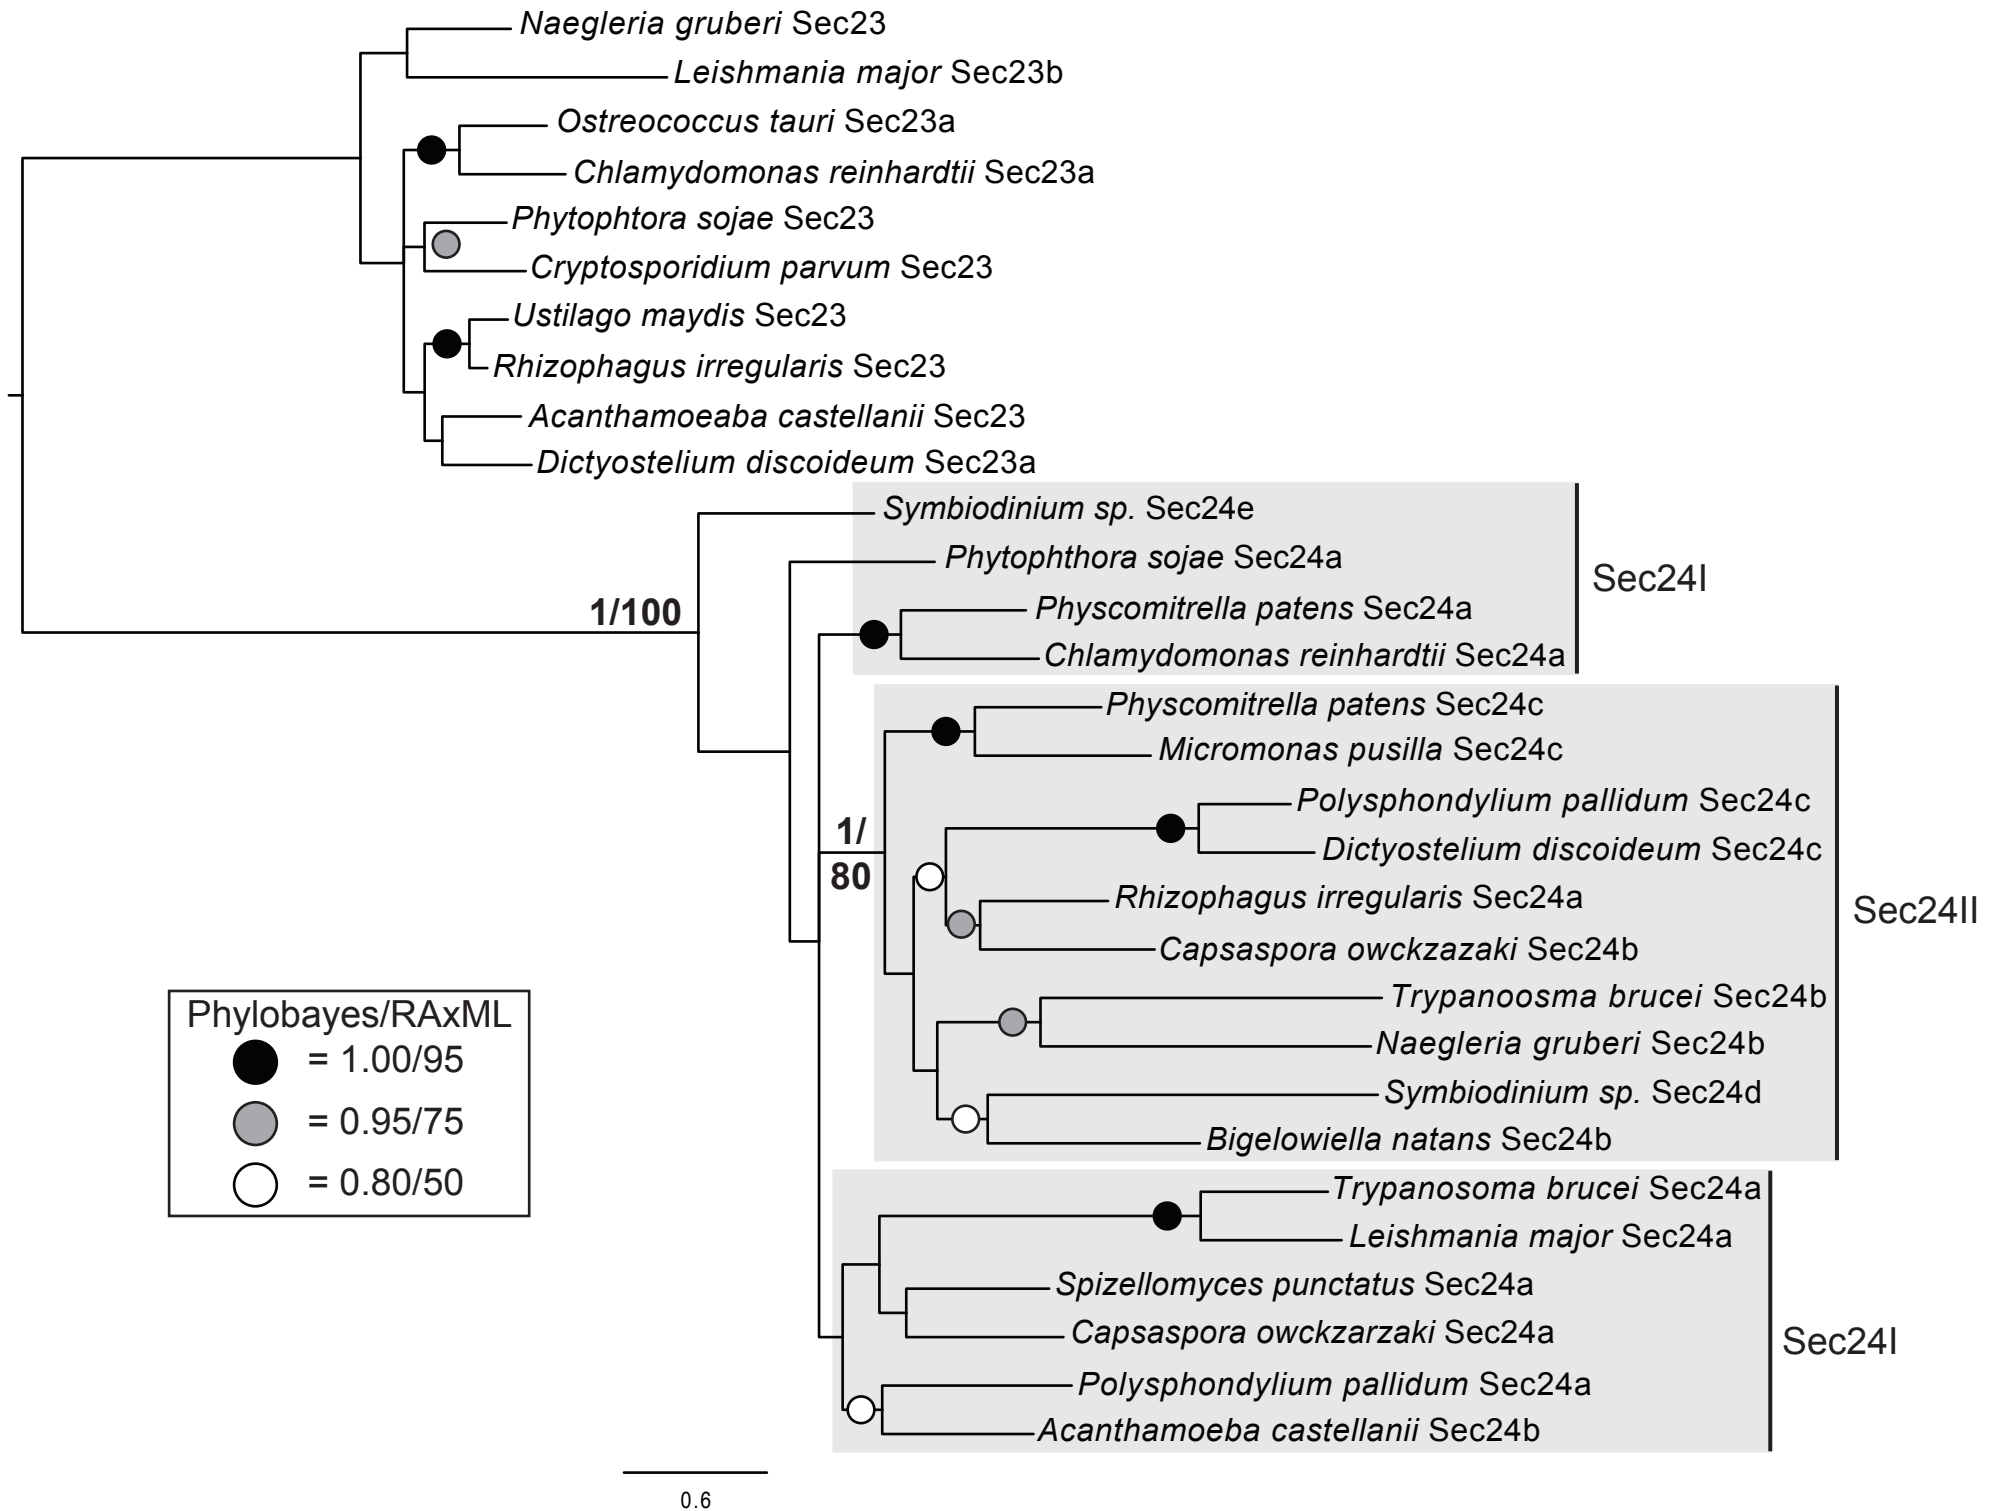 Naegleria gruberi Sec23
Leishmania major Sec23b
Ostreococcus tauri Sec23a
Chlamydomonas reinhardtii Sec23a
Phytophtora sojae Sec23
Cryptosporidium parvum Sec23
Ustilago maydis Sec23
Rhizophagus irregularis Sec23
Acanthamoeaba castellanii Sec23
Dictyostelium discoideum Sec23a
Symbiodinium sp. Sec24e
Phytophthora sojae Sec24a
Sec24I
1/100
Physcomitrella patens Sec24a
Chlamydomonas reinhardtii Sec24a
Physcomitrella patens Sec24c
Micromonas pusilla Sec24c
Polysphondylium pallidum Sec24c
1/
80
Dictyostelium discoideum Sec24c
Rhizophagus irregularis Sec24a
Sec24II
Capsaspora owckzazaki Sec24b
Trypanoosma brucei Sec24b
Naegleria gruberi Sec24b
Symbiodinium sp. Sec24d
Bigelowiella natans Sec24b
Phylobayes/RAxML
= 1.00/95
= 0.95/75
= 0.80/50
Trypanosoma brucei Sec24a
Leishmania major Sec24a
Spizellomyces punctatus Sec24a
Capsaspora owckzarzaki Sec24a
Sec24I
Polysphondylium pallidum Sec24a
Acanthamoeba castellanii Sec24b
0.6